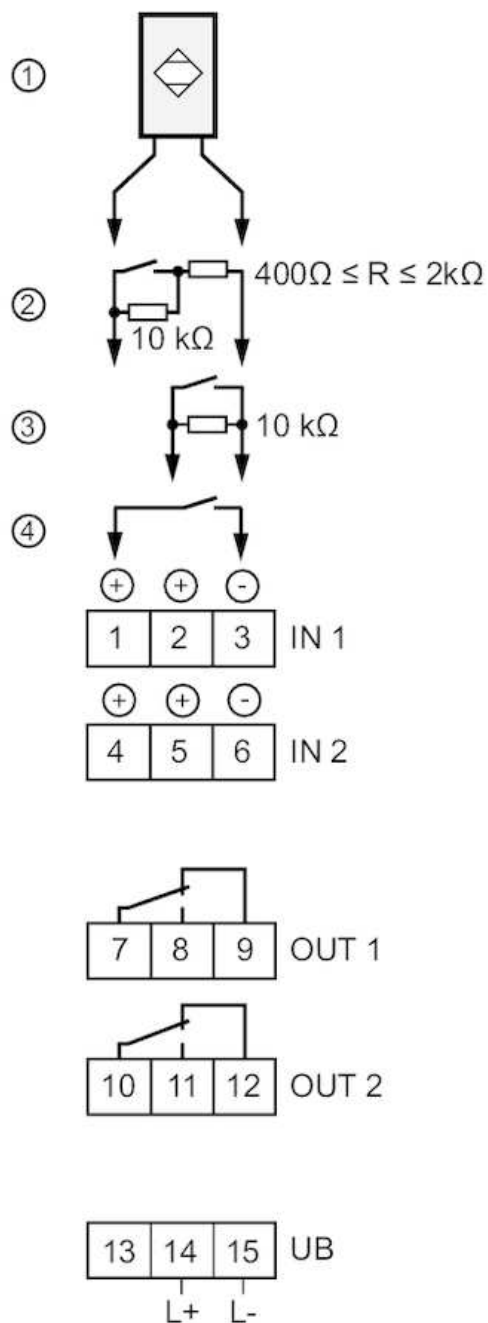 ①
② 400Ω ≤ R ≤ 2kΩ
10 kΩ
③ 10 kΩ
④
+ + -
1 2 3 IN 1
+ + -
4 5 6 IN 2
7 8 9 OUT 1
10 11 12 OUT 2
13 14 15 UB
L+ L-